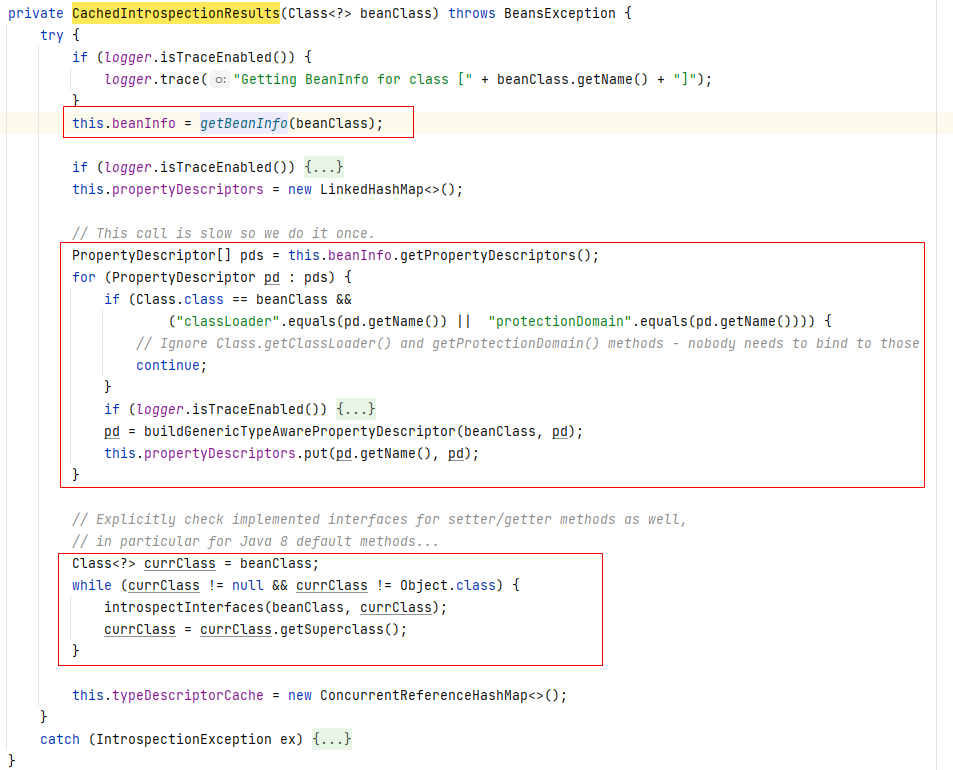 private CachedIntrospectionResults(Class<?> beanClass) throws BeansException {
try {
if (logger.isTraceEnabled()) {
logger.trace( o: "Getting BeanInfo for class [" + beanClass.getName() + "]");
}
this.beanInfo = getBeanInfo(beanClass);
if (logger.isTraceEnabled()) {...}
this.propertyDescriptors = new LinkedHashMap<>();
// This call is slow so we do it once.
PropertyDescriptor[] pds = this.beanInfo.getPropertyDescriptors();
for (PropertyDescriptor pd : pds) {
if (Class.class == beanClass &&
("classLoader".equals(pd.getName()) || "protectionDomain".equals(pd.getName()))) {
// Ignore Class.getClassLoader() and getProtectionDomain() methods - nobody needs to bind to those
continue;
}
if (logger.isTraceEnabled()) {...}
pd = buildGenericTypeAwarePropertyDescriptor(beanClass, pd);
this.propertyDescriptors.put(pd.getName(), pd);
}
// Explicitly check implemented interfaces for setter/getter methods as well,
// in particular for Java 8 default methods...
Class<?> currClass = beanClass;
while (currClass != null && currClass != Object.class) {
introspectInterfaces(beanClass, currClass);
currClass = currClass.getSuperclass();
}
this.typeDescriptorCache = new ConcurrentReferenceHashMap<>();
}
catch (IntrospectionException ex) {...}
}